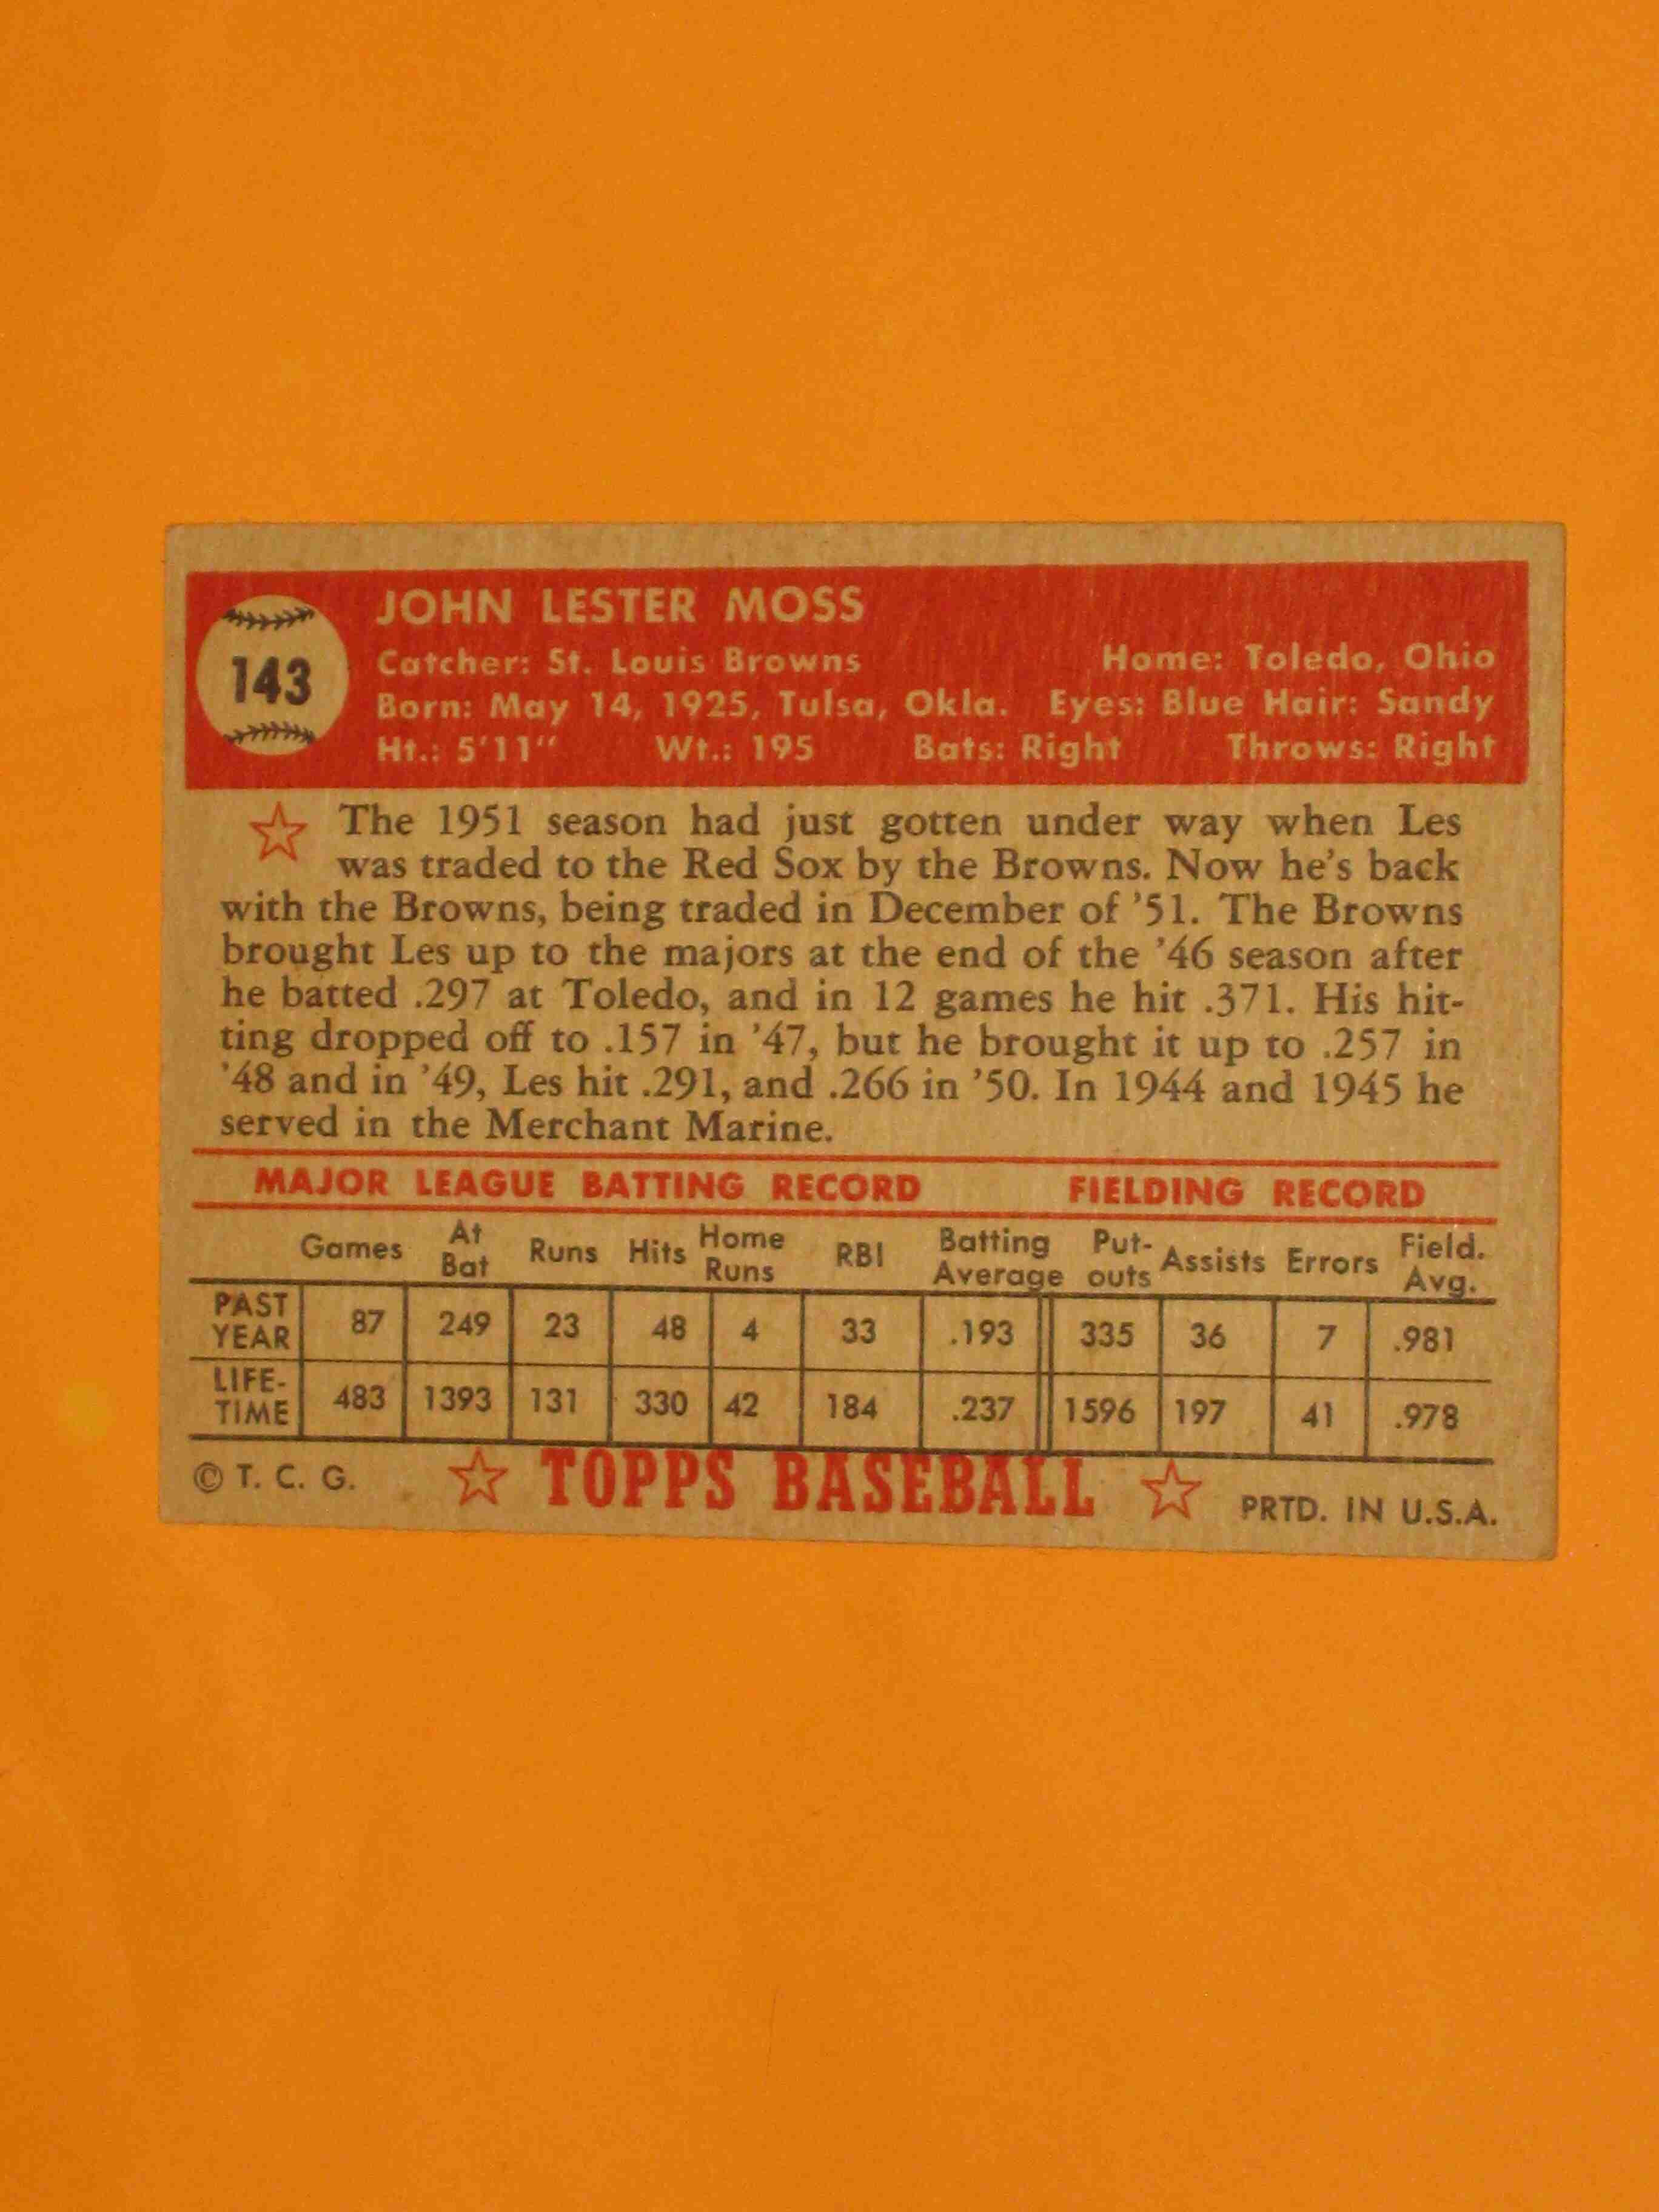 143
JOHN LESTER MOSS
Catcher: St. Louis Browns Home: Toledo, Ohio
Born: May 14, 1925, Tulsa, Okla. Eyes: Blue Hair: Sandy
Ht.: 5'11" Wt.: 195 Bats: Right Throws: Right
The 1951 season had just gotten under way when Les
was traded to the Red Sox by the Browns. Now he's back
with the Browns, being traded in December of '51. The Browns
brought Les up to the majors at the end of the '46 season after
he batted .297 at Toledo, and in 12 games he hit .371. His hit-
ting dropped off to .157 in '47, but he brought it up to .257 in
'48 and in '49, Les hit .291, and .266 in '50. In 1944 and 1945 he
served in the Merchant Marine.
MAJOR LEAGUE BATTING RECORD FIELDING RECORD
Games At Bat Runs Hits Home Runs RBI Batting Average Put-outs Assists Errors Field. Avg.
PAST YEAR 87 249 23 48 4 33 .193 335 36 7 .981
LIFE-TIME 483 1393 131 330 42 184 .237 1596 197 41 .978
© T. C. G. TOPPS BASEBALL PRTD. IN U.S.A.